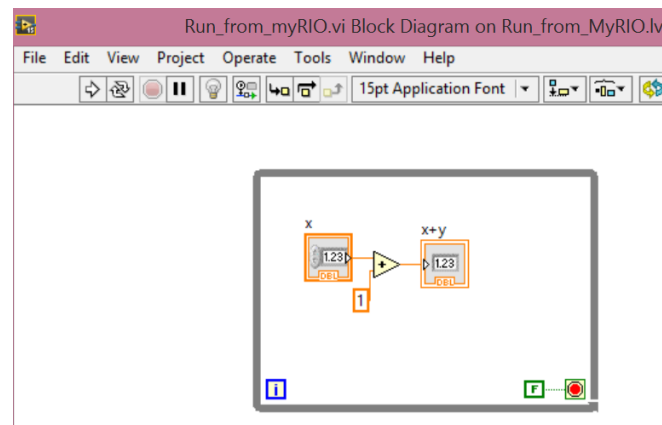 Run_from_myRIO.vi Block Diagram on Run_from_MyRIO.lv
File Edit View Project Operate Tools Window Help
15pt Application Font
x
x+y
1.23
1.23
DBL
DBL
1
i
F